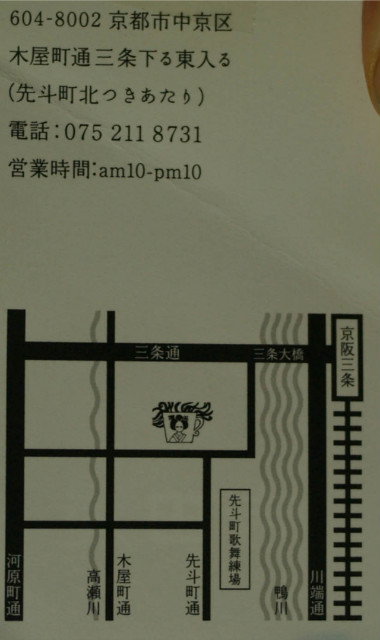 604-8002 京都市中京区
木屋町通三条下る東入る
(先斗町北つきあたり)
電話:075 211 8731
営業時間:am10-pm10
三条通
三条大橋
京阪三条
先斗町歌舞練場
河原町通
高瀬川
木屋町通
先斗町通
鴨川
川端通